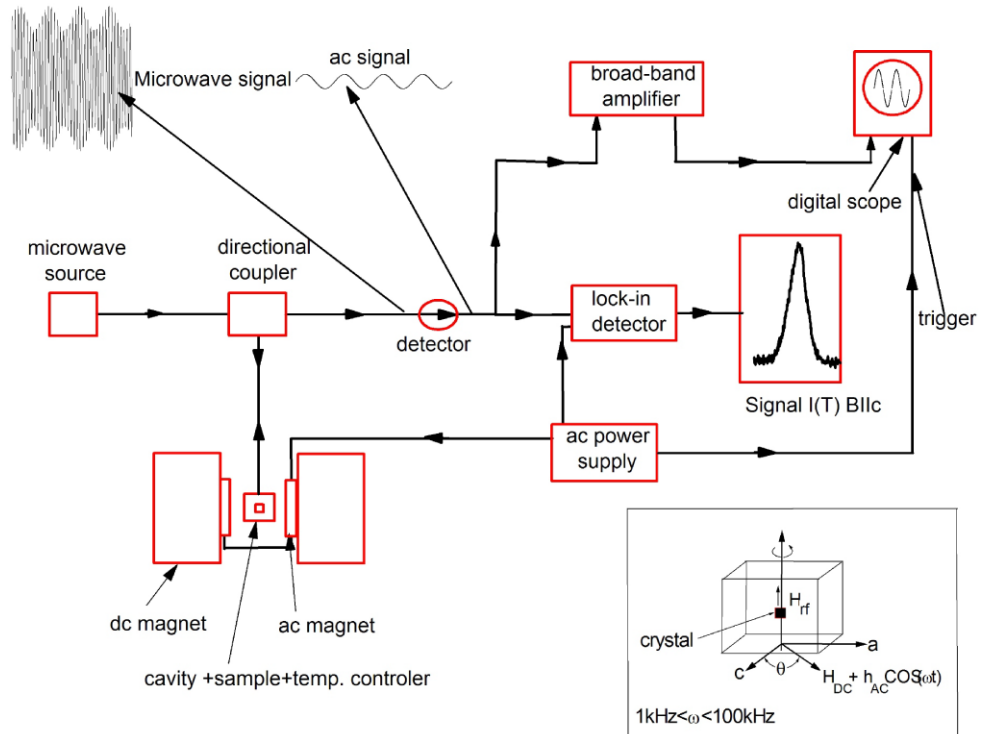 ac signal
Microwave signal
broad-band
amplifier
digital scope
microwave
source
directional
coupler
detector
lock-in
detector
trigger
Signal I(T) BIIc
ac power
supply
dc magnet
ac magnet
cavity +sample+temp. controler
H rf
crystal
a
c
θ
H DC + h AC COS(ωt)
1kHz<ω<100kHz